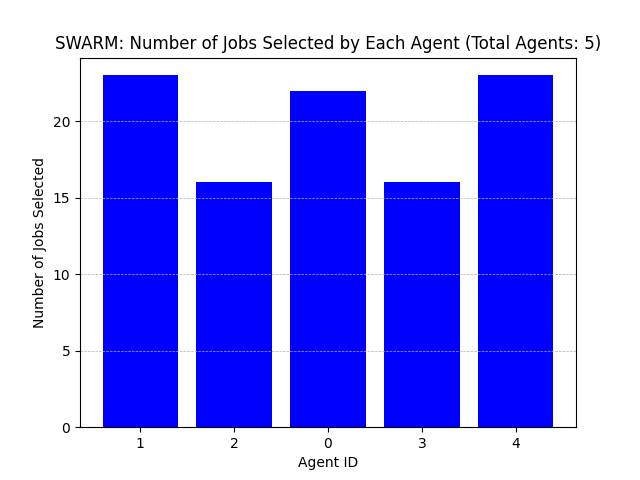 SWARM: Number of Jobs Selected by Each Agent (Total Agents: 5)
Number of Jobs Selected
20
15
10
5
0
1 2 0 3 4
Agent ID